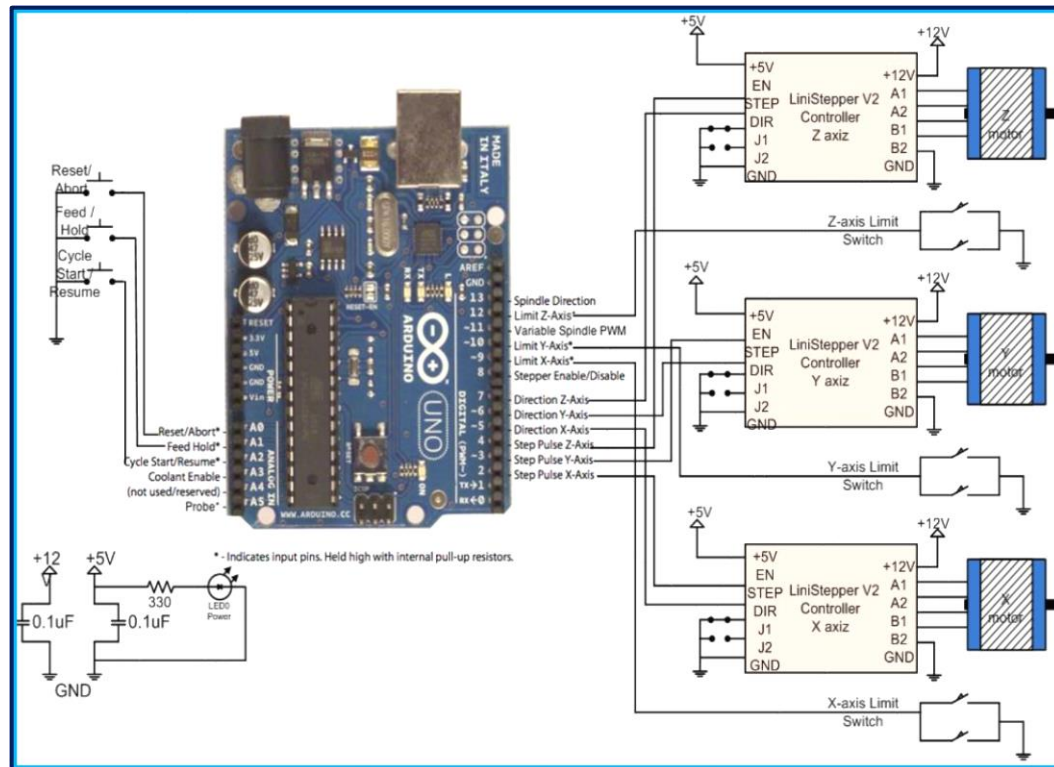 Reset/
Abort
Feed /
Hold
Cycle
Start /
Resume
MADE
IN ITALY
AREF
GND
13
12
~11
~10
~9
8
7
~6
~5
4
~3
2
TX→1
RX←0
DIGITAL (PWM~)
RESET-EN
RX
TX
L
ARDUINO
UNO
ON
RESET
ICSP
WWW.ARDUINO.CC
RESET
3.3V
5V
GND
GND
Vin
POWER
A0
A1
A2
A3
A4
A5
ANALOG IN
Spindle Direction
Limit Z-Axis*
Variable Spindle PWM
Limit Y-Axis*
Limit X-Axis*
Stepper Enable/Disable
Direction Z-Axis
Direction Y-Axis
Direction X-Axis
Step Pulse Z-Axis
Step Pulse Y-Axis
Step Pulse X-Axis
Reset/Abort*
Feed Hold*
Cycle Start/Resume*
Coolant Enable
(not used/reserved)
Probe*
* - Indicates input pins. Held high with internal pull-up resistors.
+12
V
+5V
330
LED0
Power
0.1uF
0.1uF
GND
+5V
+12V
+5V
EN
STEP
DIR
J1
J2
GND
LiniStepper V2
Controller
Z axiz
+12V
A1
A2
B1
B2
GND
Z
motor
Z-axis Limit
Switch
+5V
+12V
+5V
EN
STEP
DIR
J1
J2
GND
LiniStepper V2
Controller
Y axiz
+12V
A1
A2
B1
B2
GND
Y
motor
Y-axis Limit
Switch
+5V
+12V
+5V
EN
STEP
DIR
J1
J2
GND
LiniStepper V2
Controller
X axiz
+12V
A1
A2
B1
B2
GND
X
motor
X-axis Limit
Switch